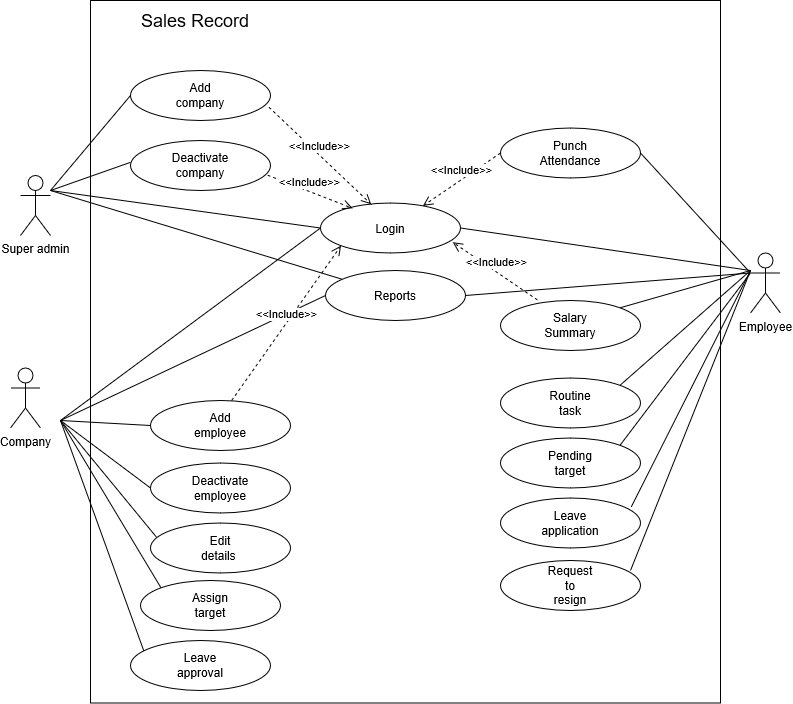 Sales Record
Add
company
<<Include>>
Punch
Attendance
Deactivate
company
<<Include>>
<<Include>>
Super admin
Login
<<Include>>
Reports
<<Include>>
Salary
Summary
Employee
Company
Add
employee
Routine
task
Deactivate
employee
Pending
target
Edit
details
Leave
application
Assign
target
Request
to
resign
Leave
approval